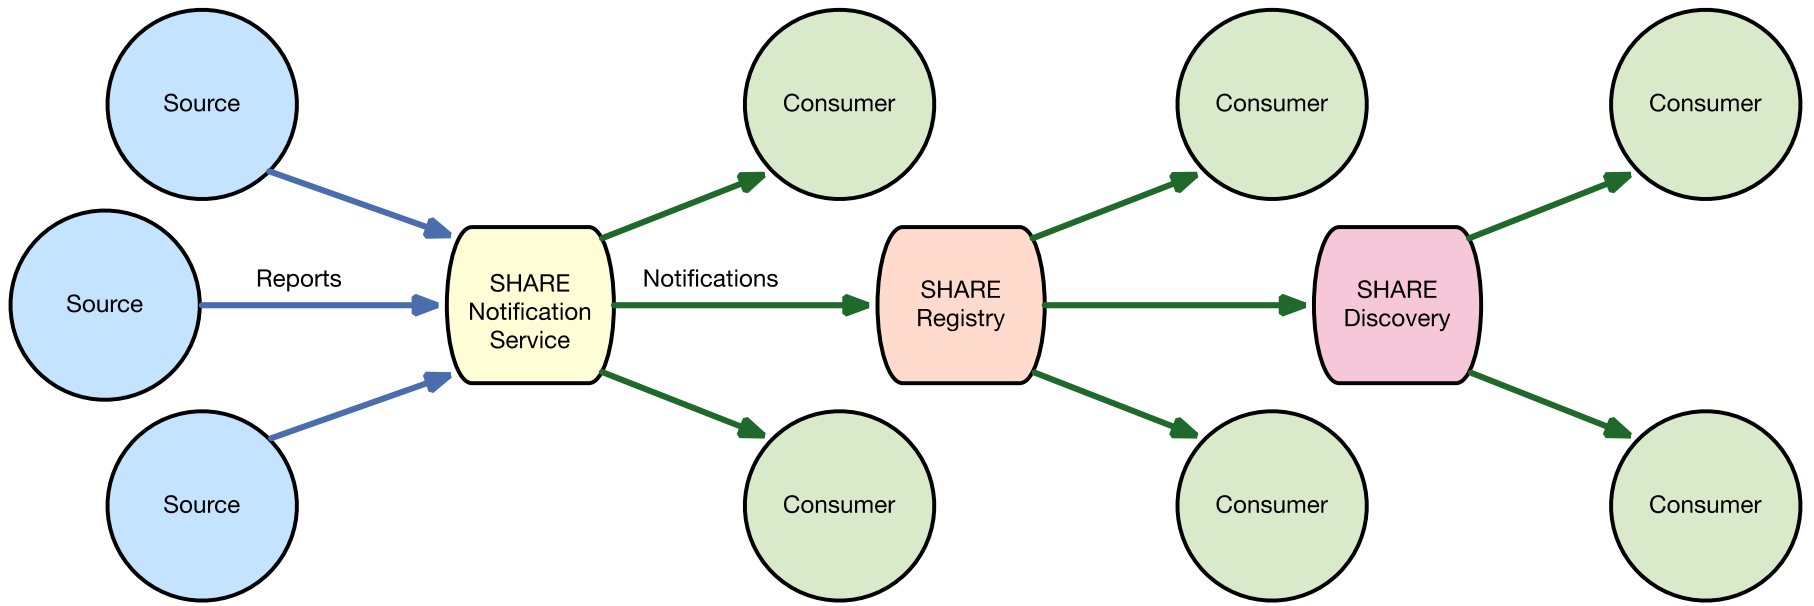 Source
Consumer
Consumer
Consumer
Source
Reports
SHARE
Notification
Service
Notifications
SHARE
Registry
SHARE
Discovery
Source
Consumer
Consumer
Consumer